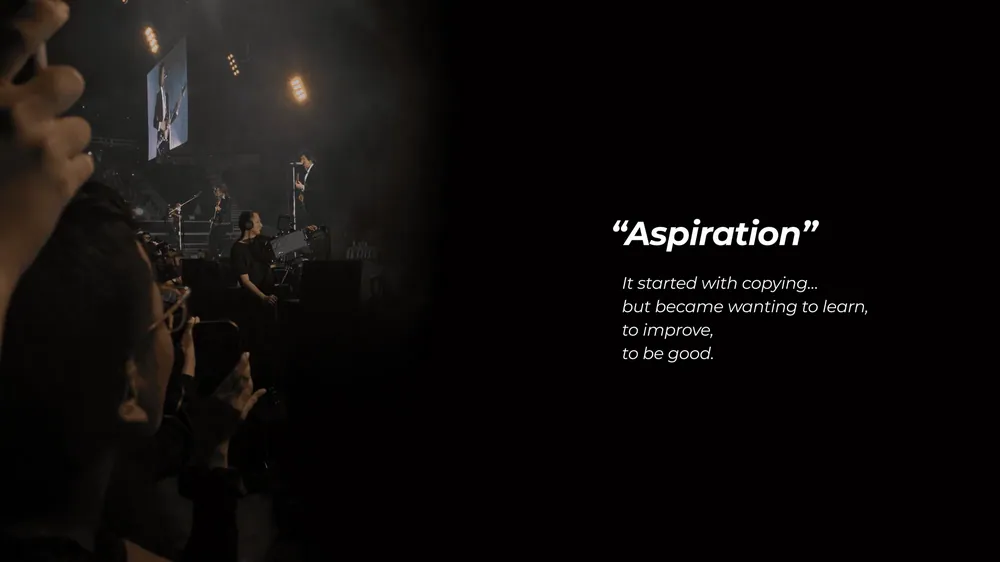 “Aspiration”
It started with copying...
but became wanting to learn,
to improve,
to be good.